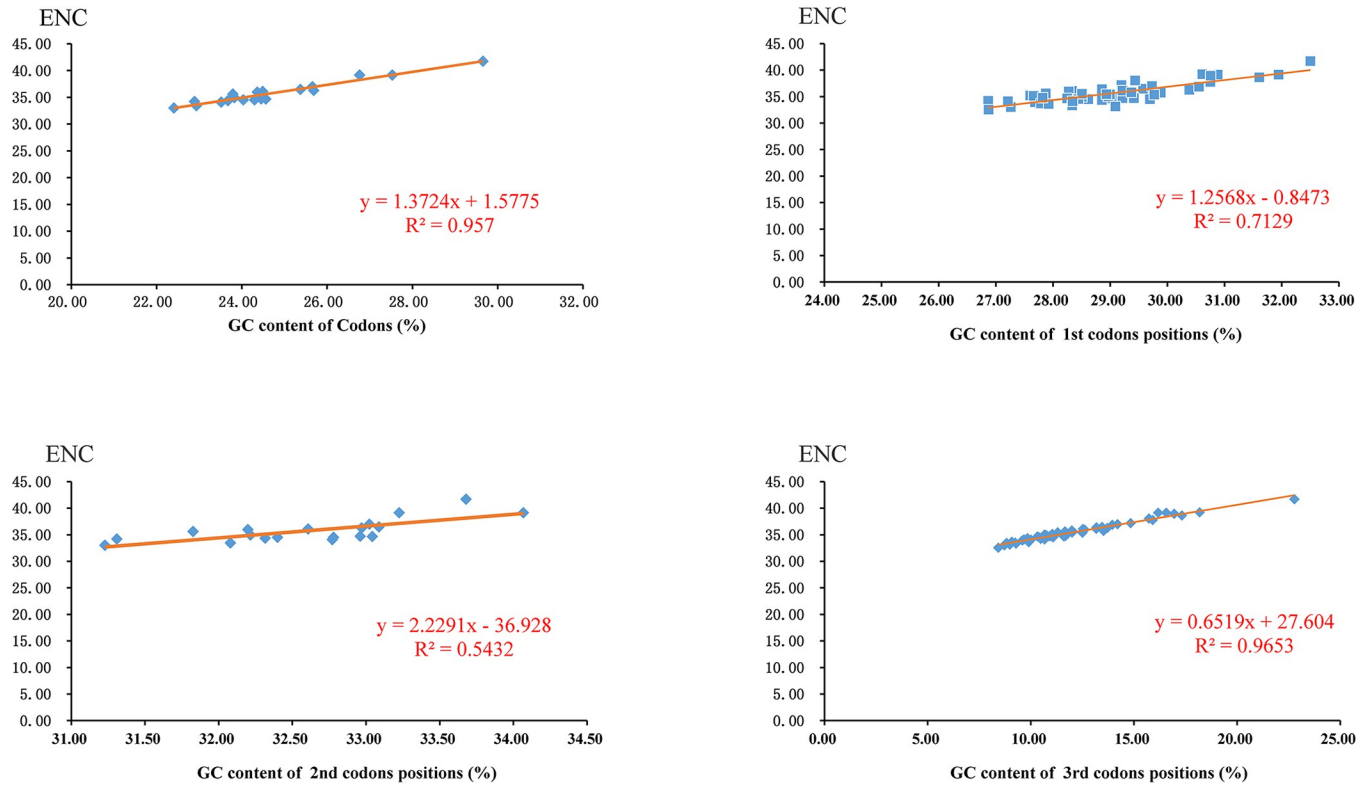 ENC
45.00
40.00
35.00
30.00
25.00
20.00
15.00
10.00
5.00
0.00
y = 1.3724x + 1.5775
R² = 0.957
20.00 22.00 24.00 26.00 28.00 30.00 32.00
GC content of Codons (%)
ENC
45.00
40.00
35.00
30.00
25.00
20.00
15.00
10.00
5.00
0.00
y = 1.2568x - 0.8473
R² = 0.7129
24.00 25.00 26.00 27.00 28.00 29.00 30.00 31.00 32.00 33.00
GC content of 1st codons positions (%)
ENC
45.00
40.00
35.00
30.00
25.00
20.00
15.00
10.00
5.00
0.00
y = 2.2291x - 36.928
R² = 0.5432
31.00 31.50 32.00 32.50 33.00 33.50 34.00 34.50
GC content of 2nd codons positions (%)
ENC
45.00
40.00
35.00
30.00
25.00
20.00
15.00
10.00
5.00
0.00
y = 0.6519x + 27.604
R² = 0.9653
0.00 5.00 10.00 15.00 20.00 25.00
GC content of 3rd codons positions (%)